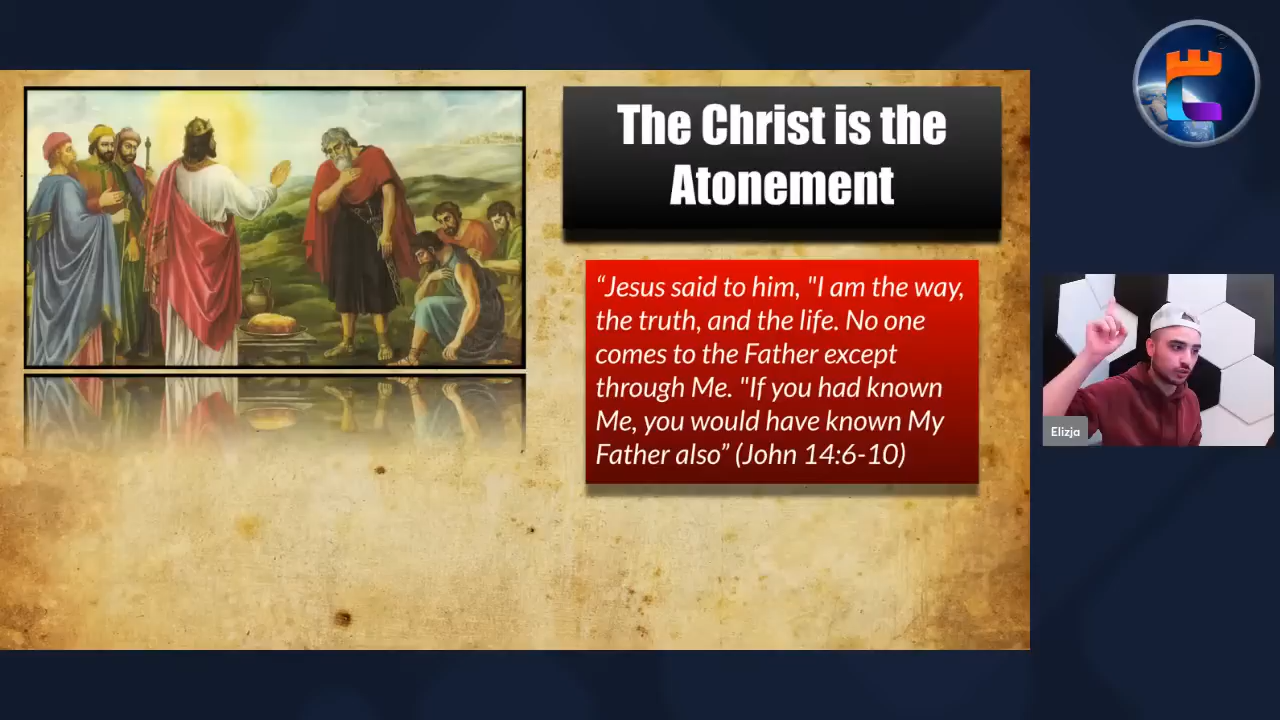 The Christ is the
Atonement
“Jesus said to him, "I am the way,
the truth, and the life. No one
comes to the Father except
through Me. "If you had known
Me, you would have known My
Father also” (John 14:6-10)
Elizja